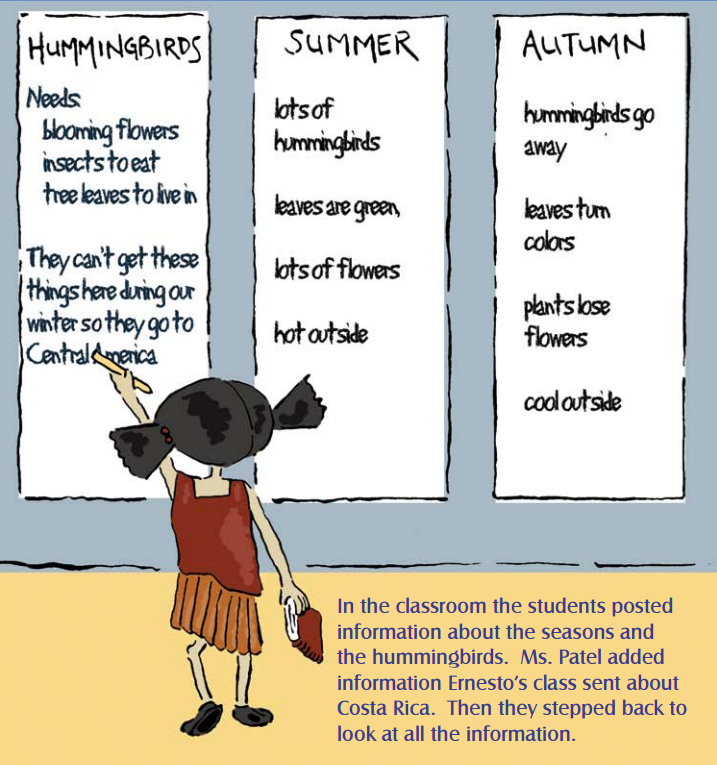 HUMMINGBIRDS
Needs:
blooming flowers
insects to eat
tree leaves to live in
They can't get these
things here during our
winter so they go to
Central America
SUMMER
lots of
hummingbirds
leaves are green,
lots of flowers
hot outside
AUTUMN
hummingbirds go
away
leaves turn
colors
plants lose
flowers
cool outside
In the classroom the students posted
information about the seasons and
the hummingbirds.  Ms. Patel added
information Ernesto's class sent about
Costa Rica.  Then they stepped back to
look at all the information.